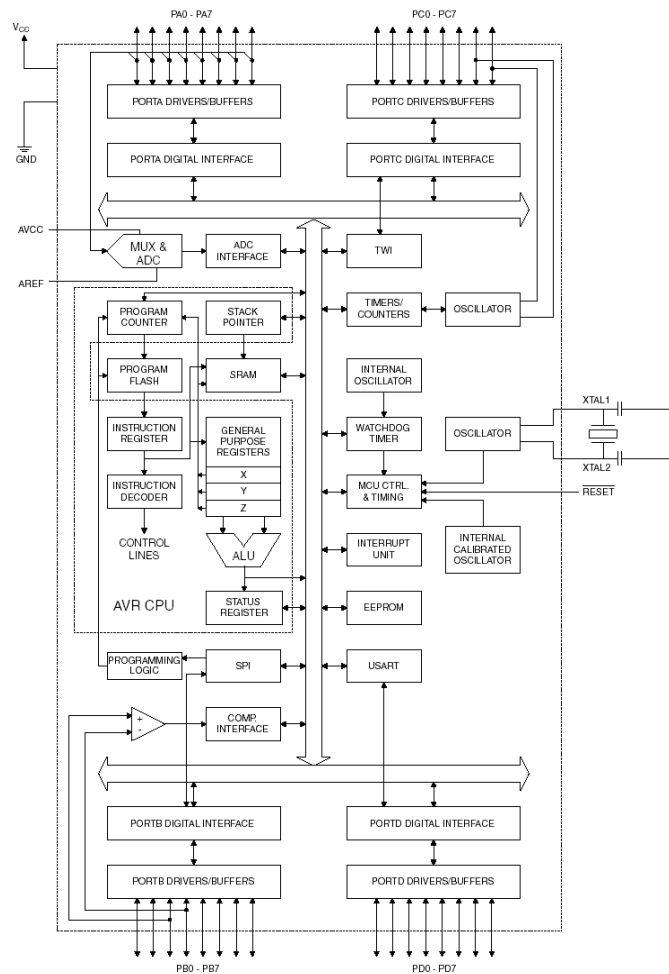 PA0 - PA7
PC0 - PC7
VCC
GND
PORTA DRIVERS/BUFFERS
PORTC DRIVERS/BUFFERS
PORTA DIGITAL INTERFACE
PORTC DIGITAL INTERFACE
AVCC
AREF
MUX &
ADC
ADC
INTERFACE
TWI
PROGRAM
COUNTER
STACK
POINTER
TIMERS/
COUNTERS
OSCILLATOR
PROGRAM
FLASH
SRAM
INTERNAL
OSCILLATOR
INSTRUCTION
REGISTER
GENERAL
PURPOSE
REGISTERS
X
Y
Z
WATCHDOG
TIMER
OSCILLATOR
XTAL1
XTAL2
INSTRUCTION
DECODER
MCU CTRL.
& TIMING
RESET
CONTROL
LINES
ALU
INTERRUPT
UNIT
INTERNAL
CALIBRATED
OSCILLATOR
AVR CPU
STATUS
REGISTER
EEPROM
PROGRAMMING
LOGIC
SPI
USART
+
-
COMP.
INTERFACE
PORTB DIGITAL INTERFACE
PORTD DIGITAL INTERFACE
PORTB DRIVERS/BUFFERS
PORTD DRIVERS/BUFFERS
PB0 - PB7
PD0 - PD7